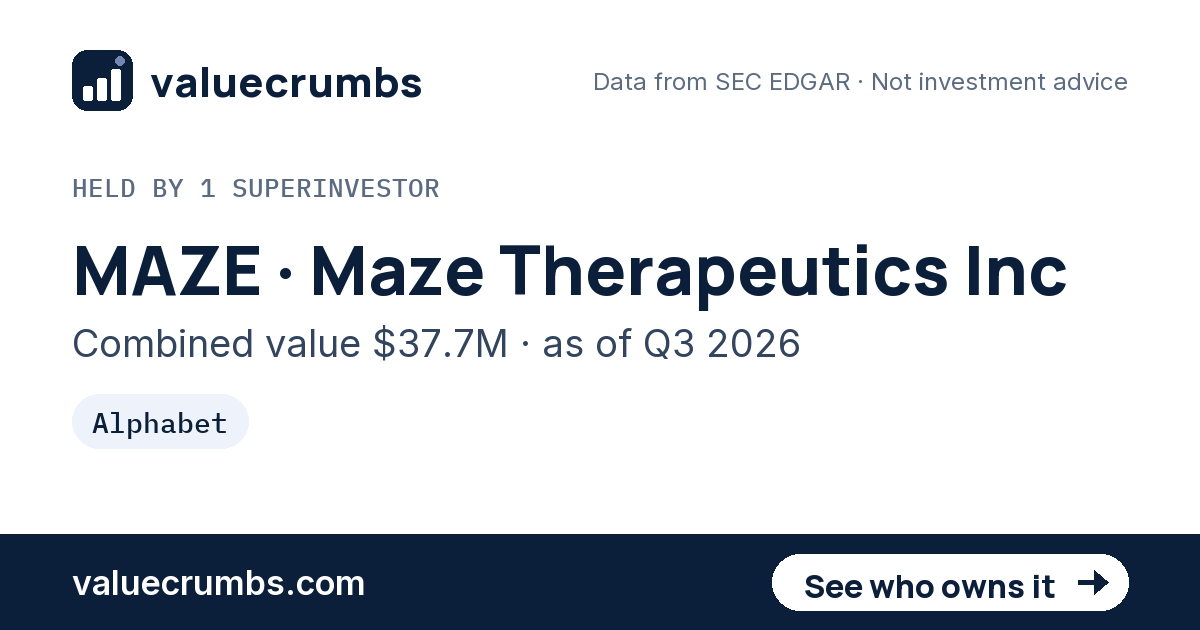 valuecrumbs
Data from SEC EDGAR · Not investment advice
HELD BY 1 SUPERINVESTOR
MAZE · Maze Therapeutics Inc
Combined value $37.7M · as of Q3 2026
Alphabet
valuecrumbs.com
See who owns it →